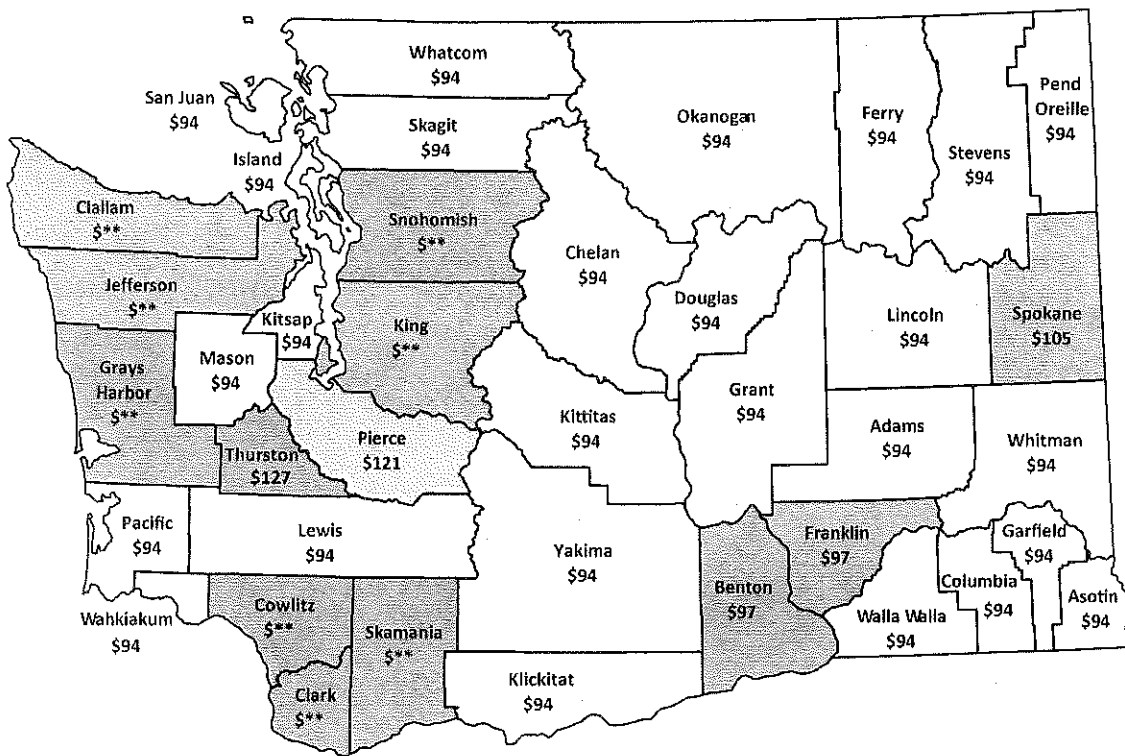 Whatcom
$94
San Juan
$94
Skagit
$94
Island
$94
Okanogan
$94
Ferry
$94
Stevens
$94
Pend
Oreille
$94
Clallam
$**
Snohomish
$**
Jefferson
$**
Chelan
$94
Douglas
$94
Kitsap
$94
King
$**
Mason
$94
Grays
Harbor
$**
Lincoln
$94
Spokane
$105
Grant
$94
Kittitas
$94
Adams
$94
Whitman
$94
Thurston
$127
Pierce
$121
Pacific
$94
Lewis
$94
Yakima
$94
Benton
$97
Franklin
$97
Garfield
$94
Columbia
$94
Asotin
$94
Walla Walla
$94
Wahkiakum
$94
Cowlitz
$**
Skamania
$**
Clark
$**
Klickitat
$94